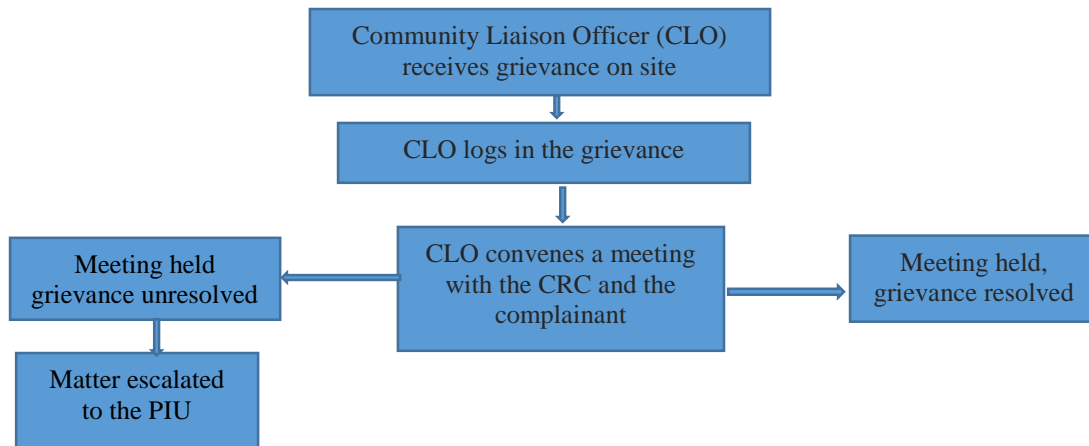 Community Liaison Officer (CLO)
receives grievance on site
CLO logs in the grievance
CLO convenes a meeting
with the CRC and the
complainant
Meeting held
grievance unresolved
Meeting held,
grievance resolved
Matter escalated
to the PIU